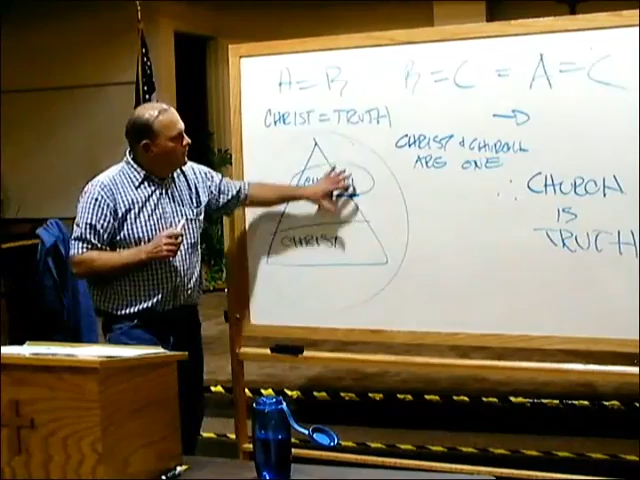 A = B B = C = A = C
CHRIST = TRUTH
CHRIST & CHURCH
ARE ONE
∴ CHURCH
IS
TRUTH
CHRIST